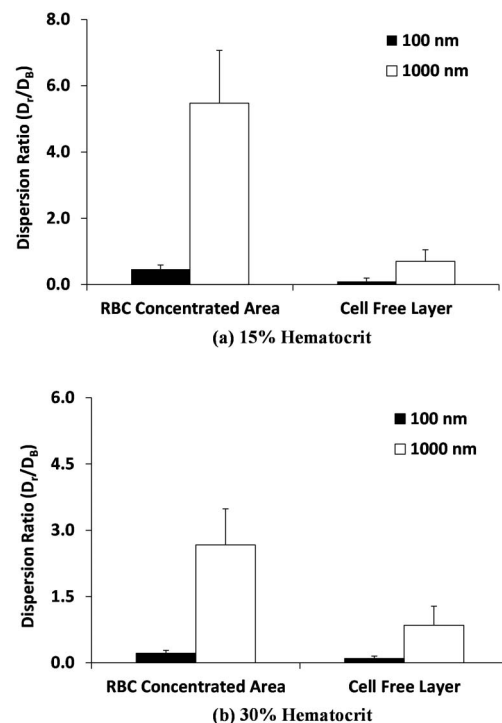 8.0
6.0
4.0
2.0
0.0
Dispersion Ratio (Dr/DB)
100 nm
1000 nm
RBC Concentrated Area
Cell Free Layer
(a) 15% Hematocrit
6.0
4.5
3.0
1.5
0.0
Dispersion Ratio (Dr/DB)
100 nm
1000 nm
RBC Concentrated Area
Cell Free Layer
(b) 30% Hematocrit